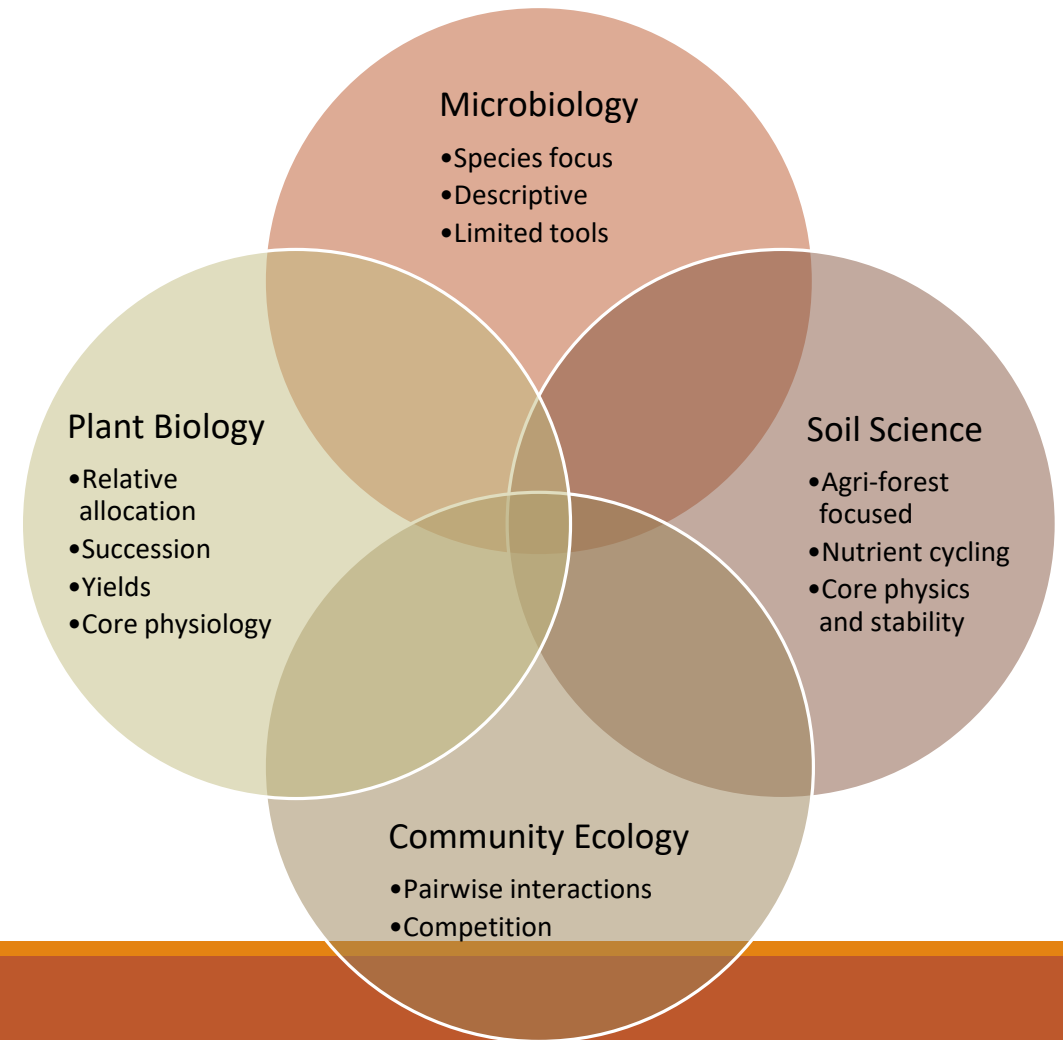 Microbiology
•Species focus
•Descriptive
•Limited tools
Plant Biology
•Relative
allocation
•Succession
•Yields
•Core physiology
Soil Science
•Agri-forest
focused
•Nutrient cycling
•Core physics
and stability
Community Ecology
•Pairwise interactions
•Competition